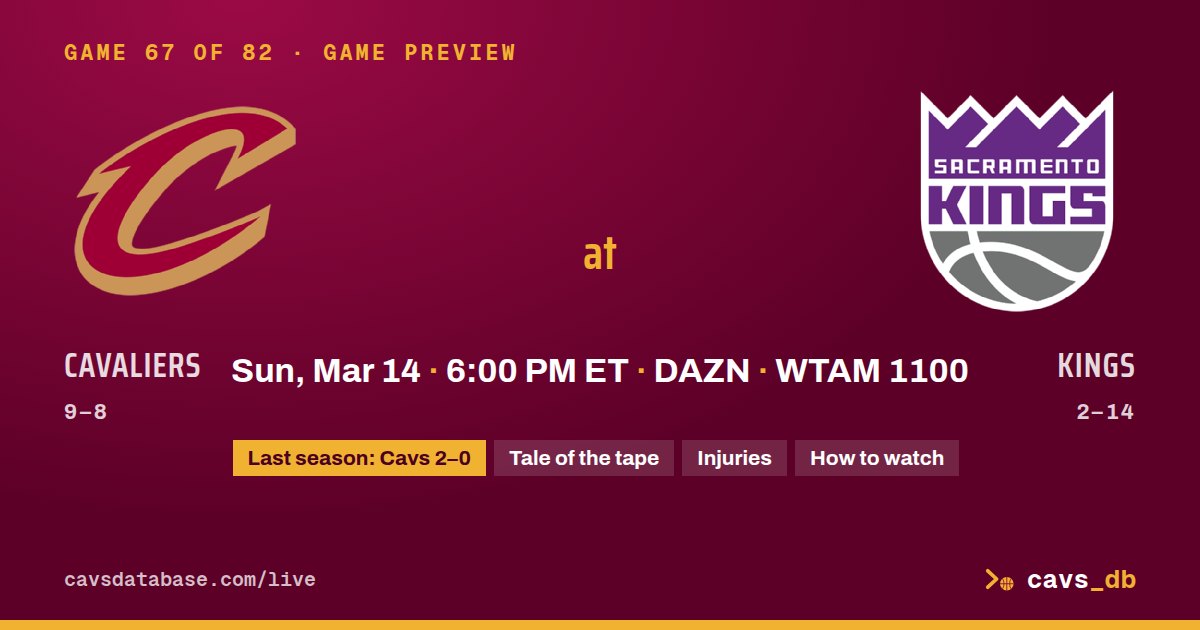 GAME 67 OF 82 · GAME PREVIEW
SACRAMENTO
KINGS
at
CAVALIERS
9–8
Sun, Mar 14 · 6:00 PM ET · DAZN · WTAM 1100
KINGS
2–14
Last season: Cavs 2–0
Tale of the tape
Injuries
How to watch
cavsdatabase.com/live
cavs_db